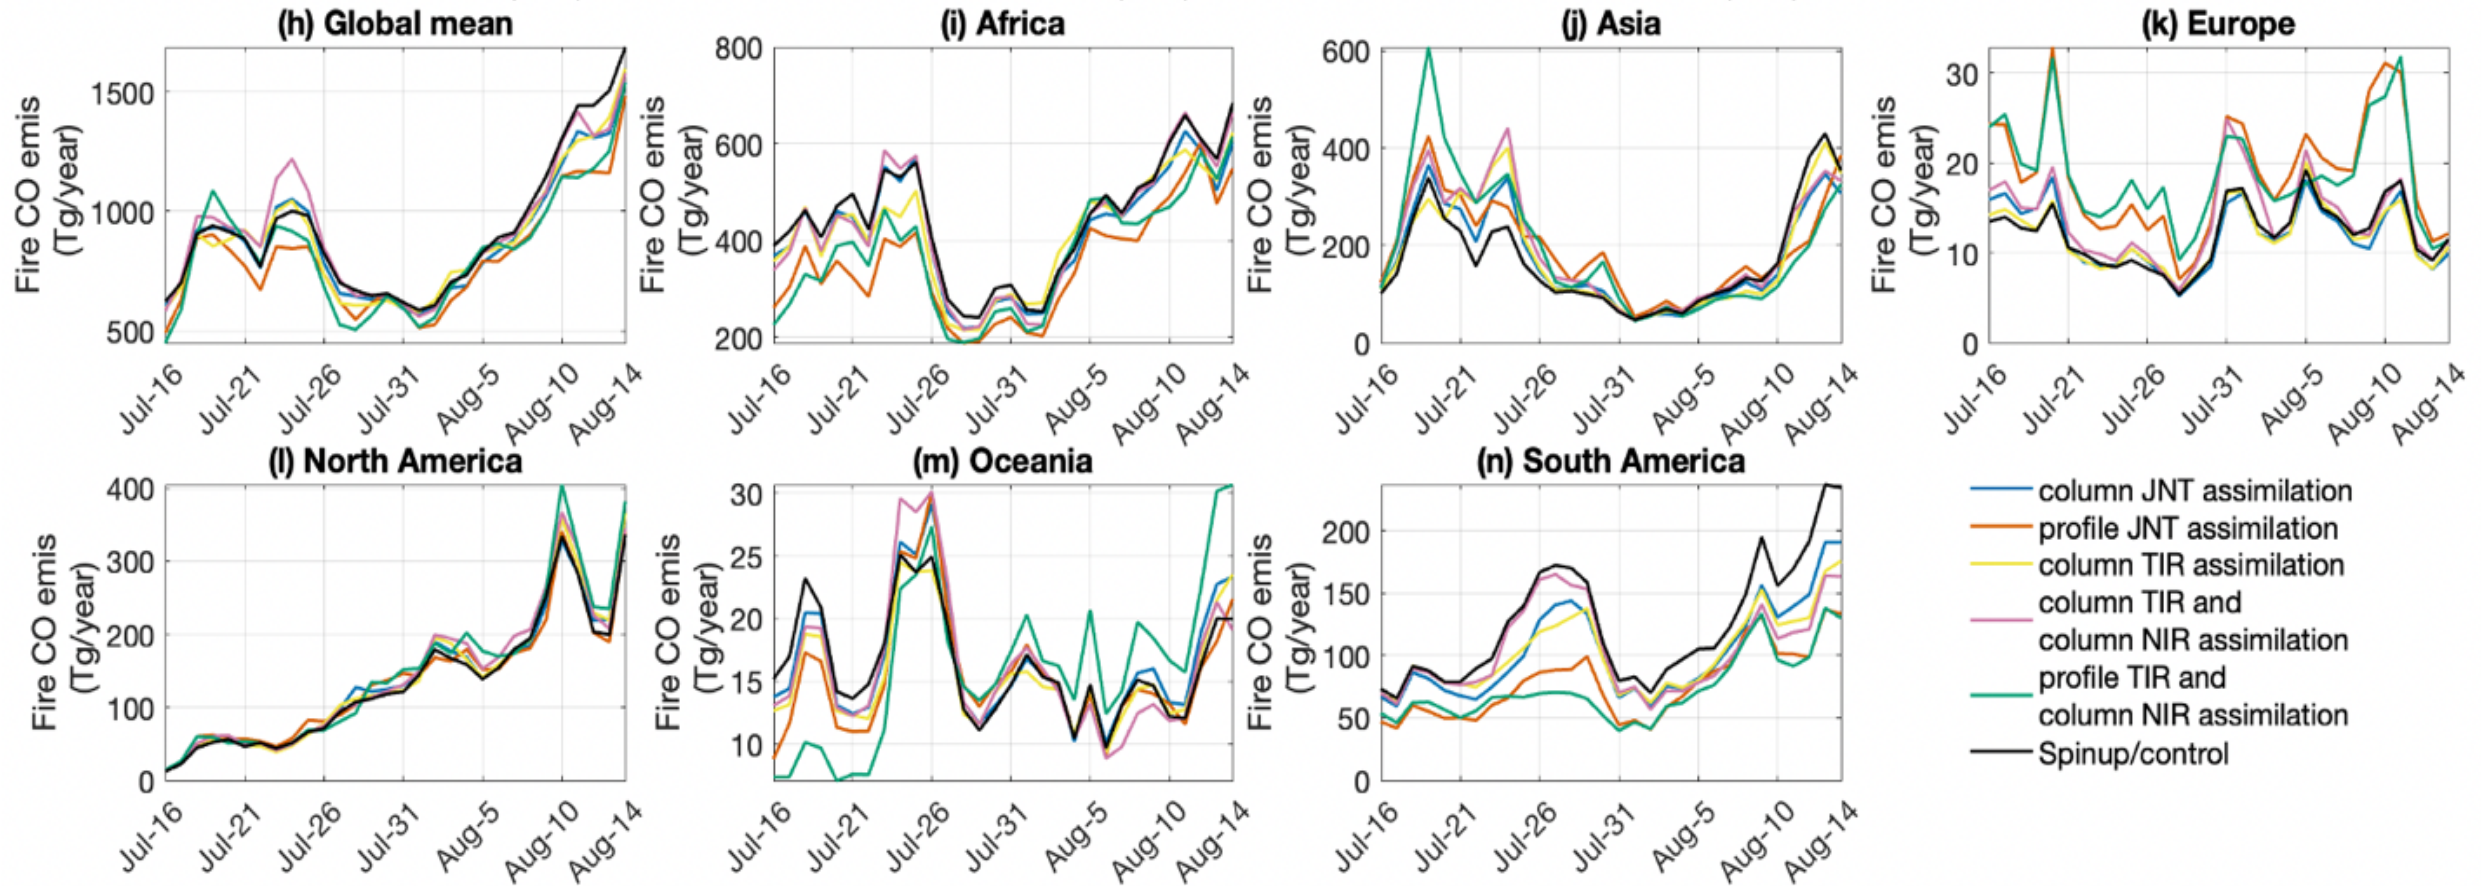 (h) Global mean
(i) Africa
(j) Asia
(k) Europe
Fire CO emis
(Tg/year)
1500
1000
500
Jul-16
Jul-21
Jul-26
Jul-31
Aug-5
Aug-10
Aug-14
Fire CO emis
(Tg/year)
800
600
400
200
Jul-16
Jul-21
Jul-26
Jul-31
Aug-5
Aug-10
Aug-14
Fire CO emis
(Tg/year)
600
400
200
0
Jul-16
Jul-21
Jul-26
Jul-31
Aug-5
Aug-10
Aug-14
Fire CO emis
(Tg/year)
30
20
10
0
Jul-16
Jul-21
Jul-26
Jul-31
Aug-5
Aug-10
Aug-14
(l) North America
(m) Oceania
(n) South America
Fire CO emis
(Tg/year)
400
300
200
100
0
Jul-16
Jul-21
Jul-26
Jul-31
Aug-5
Aug-10
Aug-14
Fire CO emis
(Tg/year)
30
25
20
15
10
Jul-16
Jul-21
Jul-26
Jul-31
Aug-5
Aug-10
Aug-14
Fire CO emis
(Tg/year)
200
150
100
50
0
Jul-16
Jul-21
Jul-26
Jul-31
Aug-5
Aug-10
Aug-14
column JNT assimilation
profile JNT assimilation
column TIR assimilation
column TIR and
column NIR assimilation
profile TIR and
column NIR assimilation
Spinup/control